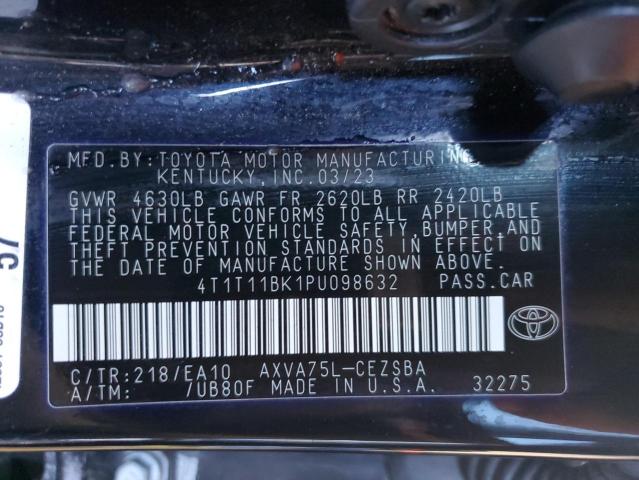 MFD.BY:TOYOTA MOTOR MANUFACTURING
KENTUCKY,INC.03/23
GVWR 4630LB GAWR FR 2620LB RR 2420LB
THIS VEHICLE CONFORMS TO ALL APPLICABLE
FEDERAL MOTOR VEHICLE SAFETY,BUMPER,AND
THEFT PREVENTION STANDARDS IN EFFECT ON
THE DATE OF MANUFACTURE SHOWN ABOVE.
4T1T11BK1PU098632 PASS.CAR
C/TR:218/EA10 AXVA75L-CEZSBA
A/TM: /UB80F MADE IN U.S.A. 32275
57